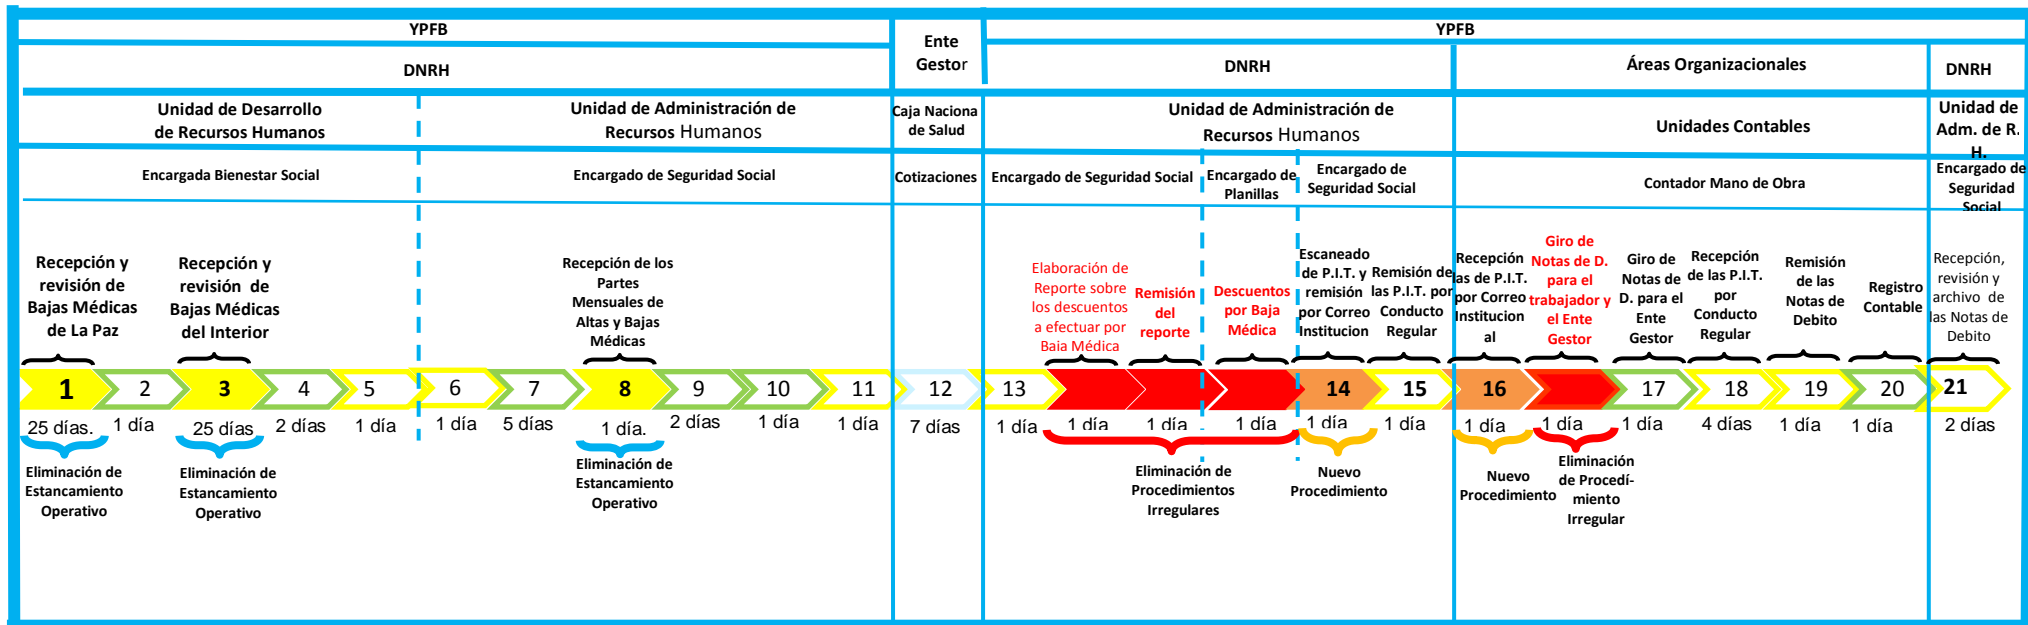 YPFB
Ente
Gestor
YPFB
DNRH
DNRH
Áreas Organizacionales
DNRH
Unidad de Desarrollo
de Recursos Humanos
Unidad de Administración de
Recursos Humanos
Caja Naciona
de Salud
Unidad de Administración de
Recursos Humanos
Unidades Contables
Unidad de
Adm. de R.
H.
Encargada Bienestar Social
Encargado de Seguridad Social
Cotizaciones
Encargado de Seguridad Social
Encargado de
Planillas
Encargado de
Seguridad Social
Contador Mano de Obra
Encargado de
Seguridad
Social
Recepción y
revisión de
Bajas Médicas
de La Paz
Recepción y
revisión de
Bajas Médicas
del Interior
Recepción de los
Partes
Mensuales de
Altas y Bajas
Médicas
Elaboración de
Reporte sobre
los descuentos
a efectuar por
Baja Médica
Remisión
del
reporte
Descuentos
por Baja
Médica
Escaneado
de P.I.T. y
remisión
por Correo
Institucion
Remisión de
las P.I.T. por
Conducto
Regular
Recepción
las de P.I.T.
por Correo
Institucion
al
Giro de
Notas de D.
para el
trabajador y
el Ente
Gestor
Giro de
Notas de
D. para el
Ente
Gestor
Recepción
de las P.I.T.
por
Conducto
Regular
Remisión
de las
Notas de
Debito
Registro
Contable
Recepción,
revisión y
archivo de
las Notas de
Debito
1
2
3
4
5
6
7
8
9
10
11
12
13
14
15
16
17
18
19
20
21
25 días.
1 día
25 días
2 días
1 día
1 día
5 días
1 día.
2 días
1 día
1 día
7 días
1 día
1 día
1 día
1 día
1 día
1 día
1 día
1 día
1 día
4 días
1 día
1 día
2 días
Eliminación de
Estancamiento
Operativo
Eliminación de
Estancamiento
Operativo
Eliminación de
Estancamiento
Operativo
Eliminación de
Procedimientos
Irregulares
Nuevo
Procedimiento
Nuevo
Procedimiento
Eliminación
de Procedí-
miento
Irregular